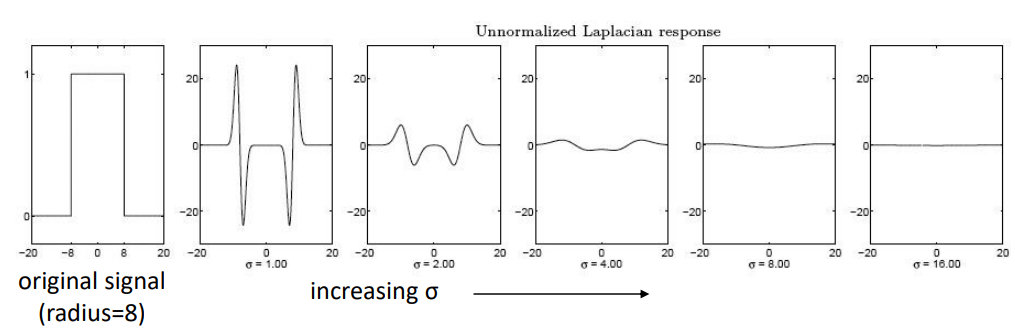 Unnormalized Laplacian response
1
0
−20 −8 0 8 20
20
0
−20
−20 0 20
σ = 1.00
20
0
−20
−20 0 20
σ = 2.00
20
0
−20
−20 0 20
σ = 4.00
20
0
−20
−20 0 20
σ = 8.00
20
0
−20
−20 0 20
σ = 16.00
original signal
(radius=8)
increasing σ